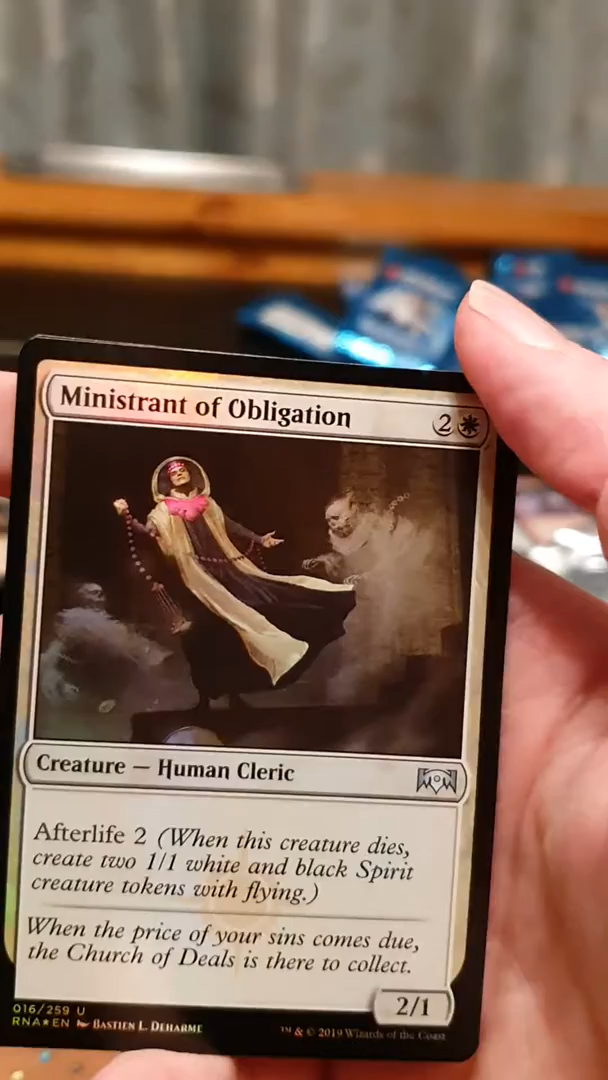 Ministrant of Obligation 2
Creature — Human Cleric
Afterlife 2 (When this creature dies,
create two 1/1 white and black Spirit
creature tokens with flying.)
When the price of your sins comes due,
the Church of Deals is there to collect.
2/1
016/259 U
RNA★EN Bastien L. Deharme
™ & © 2019 Wizards of the Coast